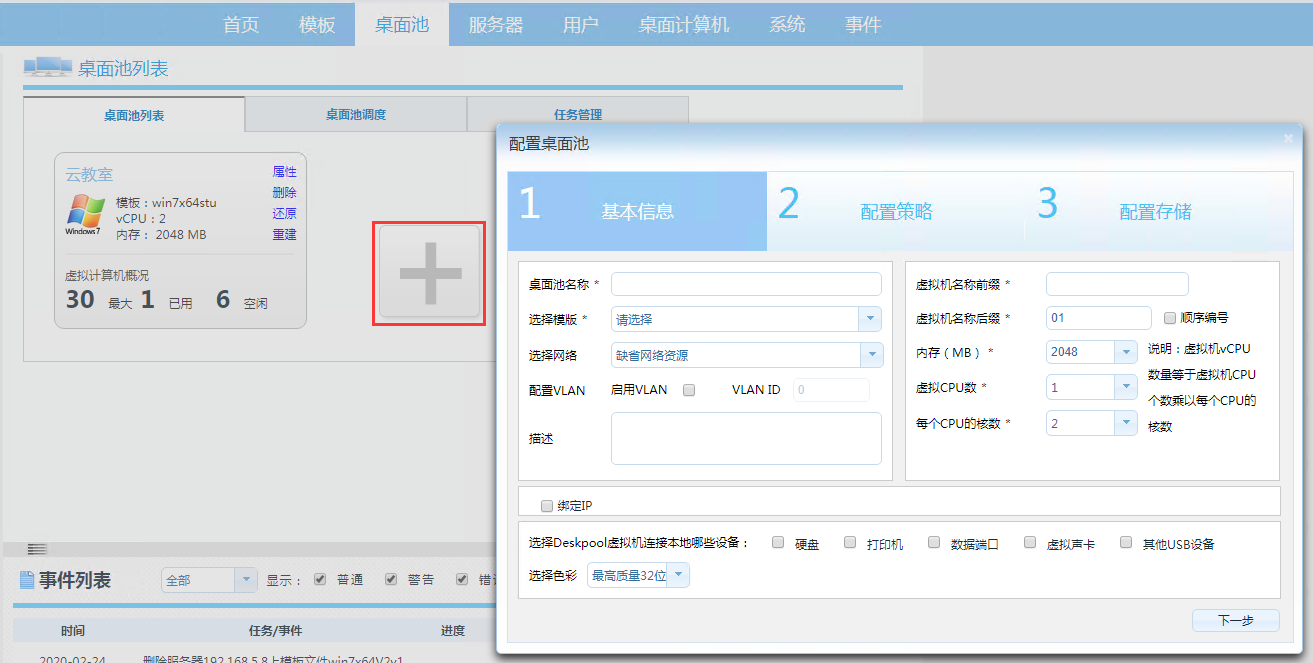 首页 模板 桌面池 服务器 用户 桌面计算机 系统 事件
桌面池列表
桌面池列表 桌面池调度 任务管理
云教室
属性
删除
还原
重建
模板：win7x64stu
vCPU：2
内存： 2048 MB
Windows7
虚拟计算机概况
30 最大 1 已用 6 空闲
配置桌面池
1 基本信息 2 配置策略 3 配置存储
桌面池名称 *
选择模版 * 请选择
选择网络 缺省网络资源
配置VLAN 启用VLAN VLAN ID 0
描述
虚拟机名称前缀 *
虚拟机名称后缀 * 01 顺序编号
内存（MB） * 2048
虚拟CPU数 * 1
每个CPU的核数 * 2
说明：虚拟机vCPU
数量等于虚拟机CPU
个数乘以每个CPU的
核数
绑定IP
选择Deskpool虚拟机连接本地哪些设备： 硬盘 打印机 数据端口 虚拟声卡 其他USB设备
选择色彩 最高质量32位
下一步
事件列表 全部 显示： 普通 警告 错
时间 任务/事件 进度
2020-02-24 删除服务器192.168.5.8上模板文件win7x64V2v1